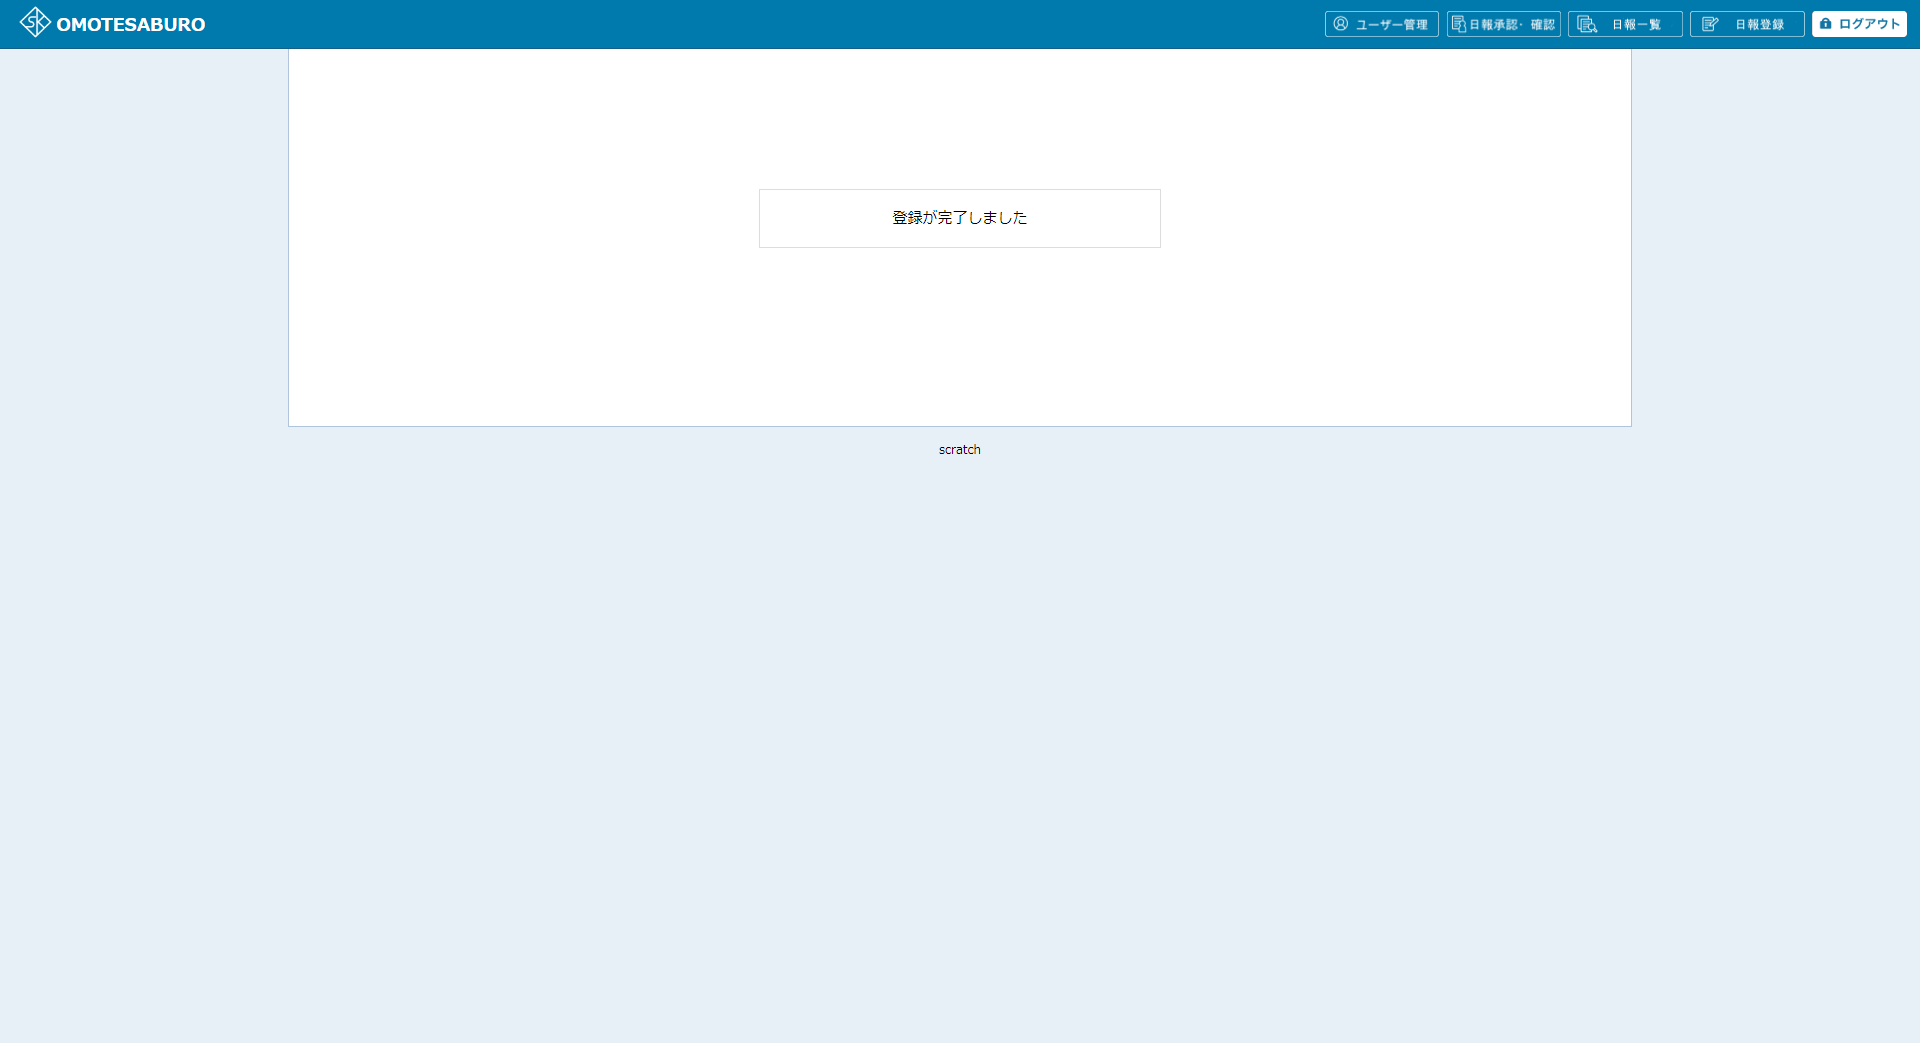 SK OMOTESABURO
ユーザー管理
日報承認・確認
日報一覧
日報登録
ログアウト
登録が完了しました
scratch